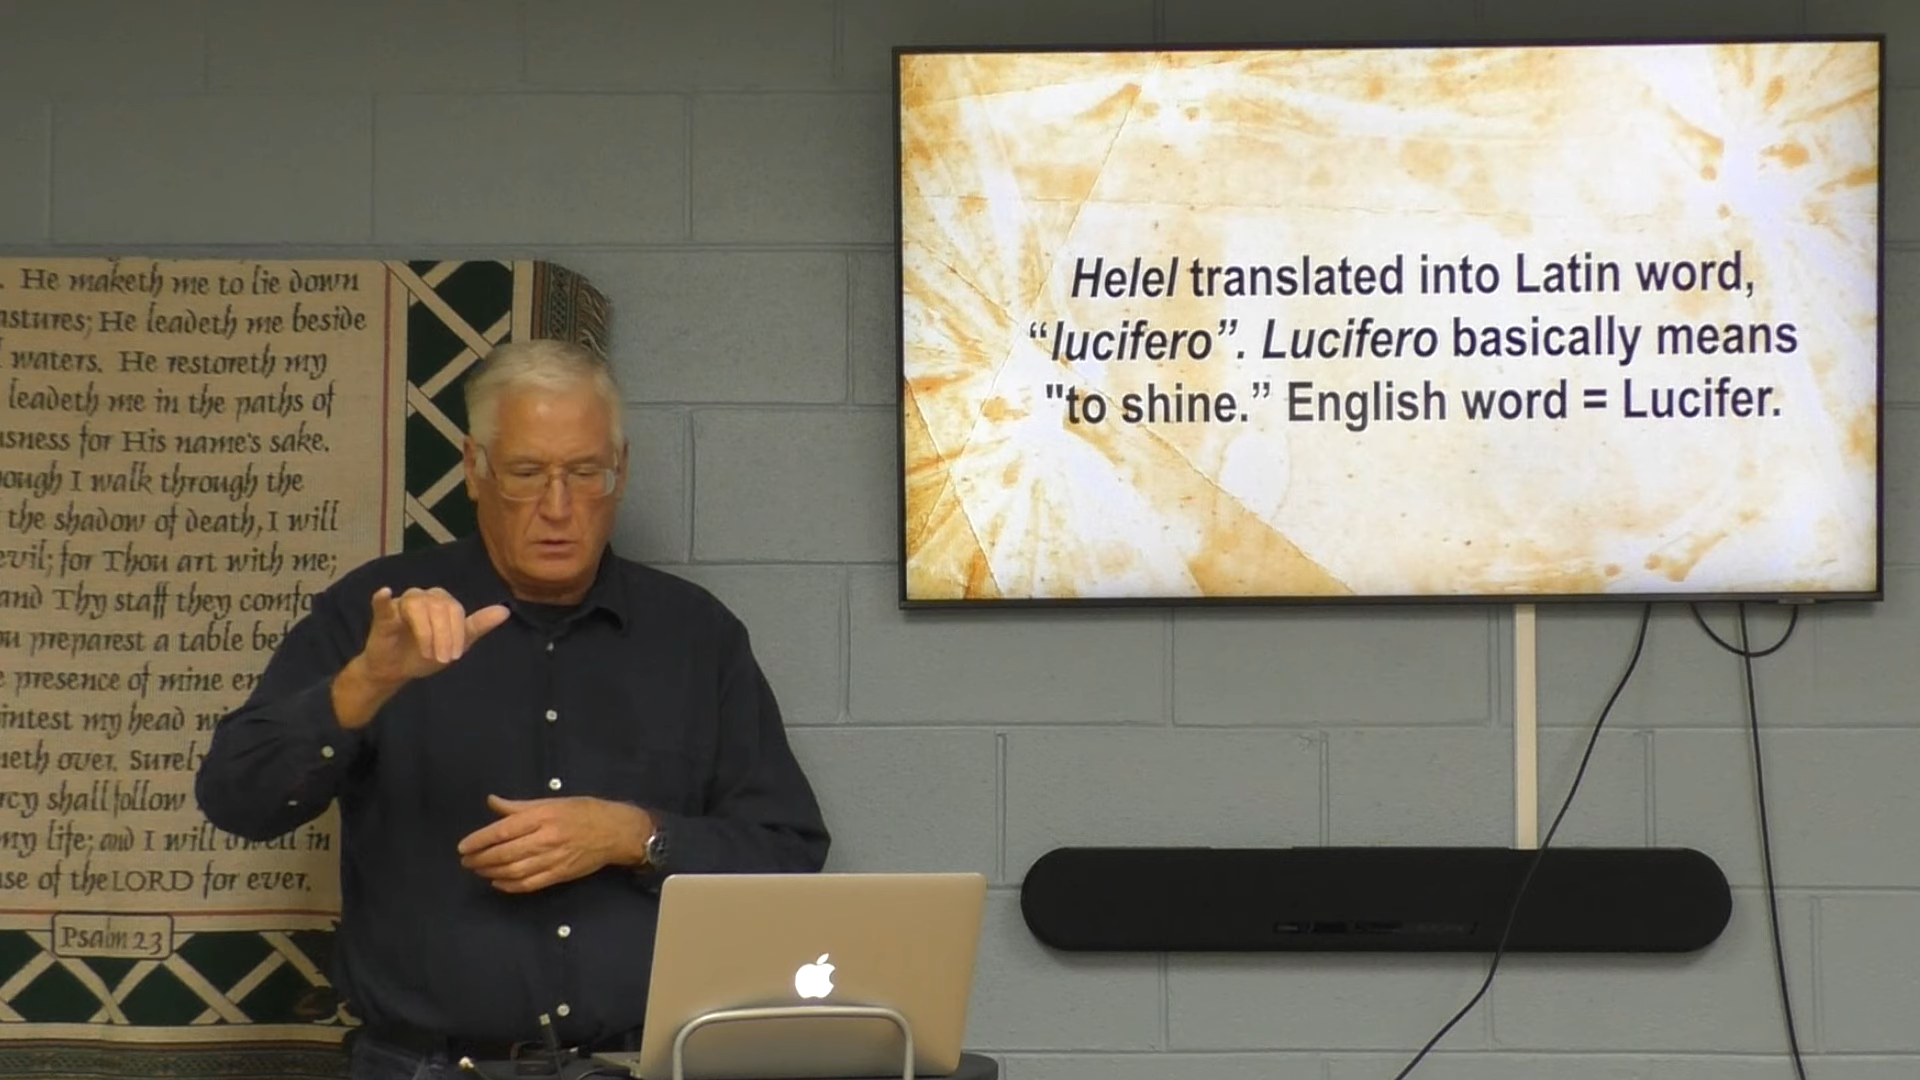 . He maketh me to lie down
astures; He leadeth me beside
waters. He restoreth my
leadeth me in the paths of
sness for His name's sake.
ough I walk through the
the shadow of death, I will
evil; for Thou art with me;
and Thy staff they comfo
preparest a table be
presence of mine en
intest my head
neth over. Surely
rcy shall follow
my life; and I will dwell in
se of the LORD for ever.
Psalm 23
Helel translated into Latin word,
“lucifero”. Lucifero basically means
"to shine.” English word = Lucifer.